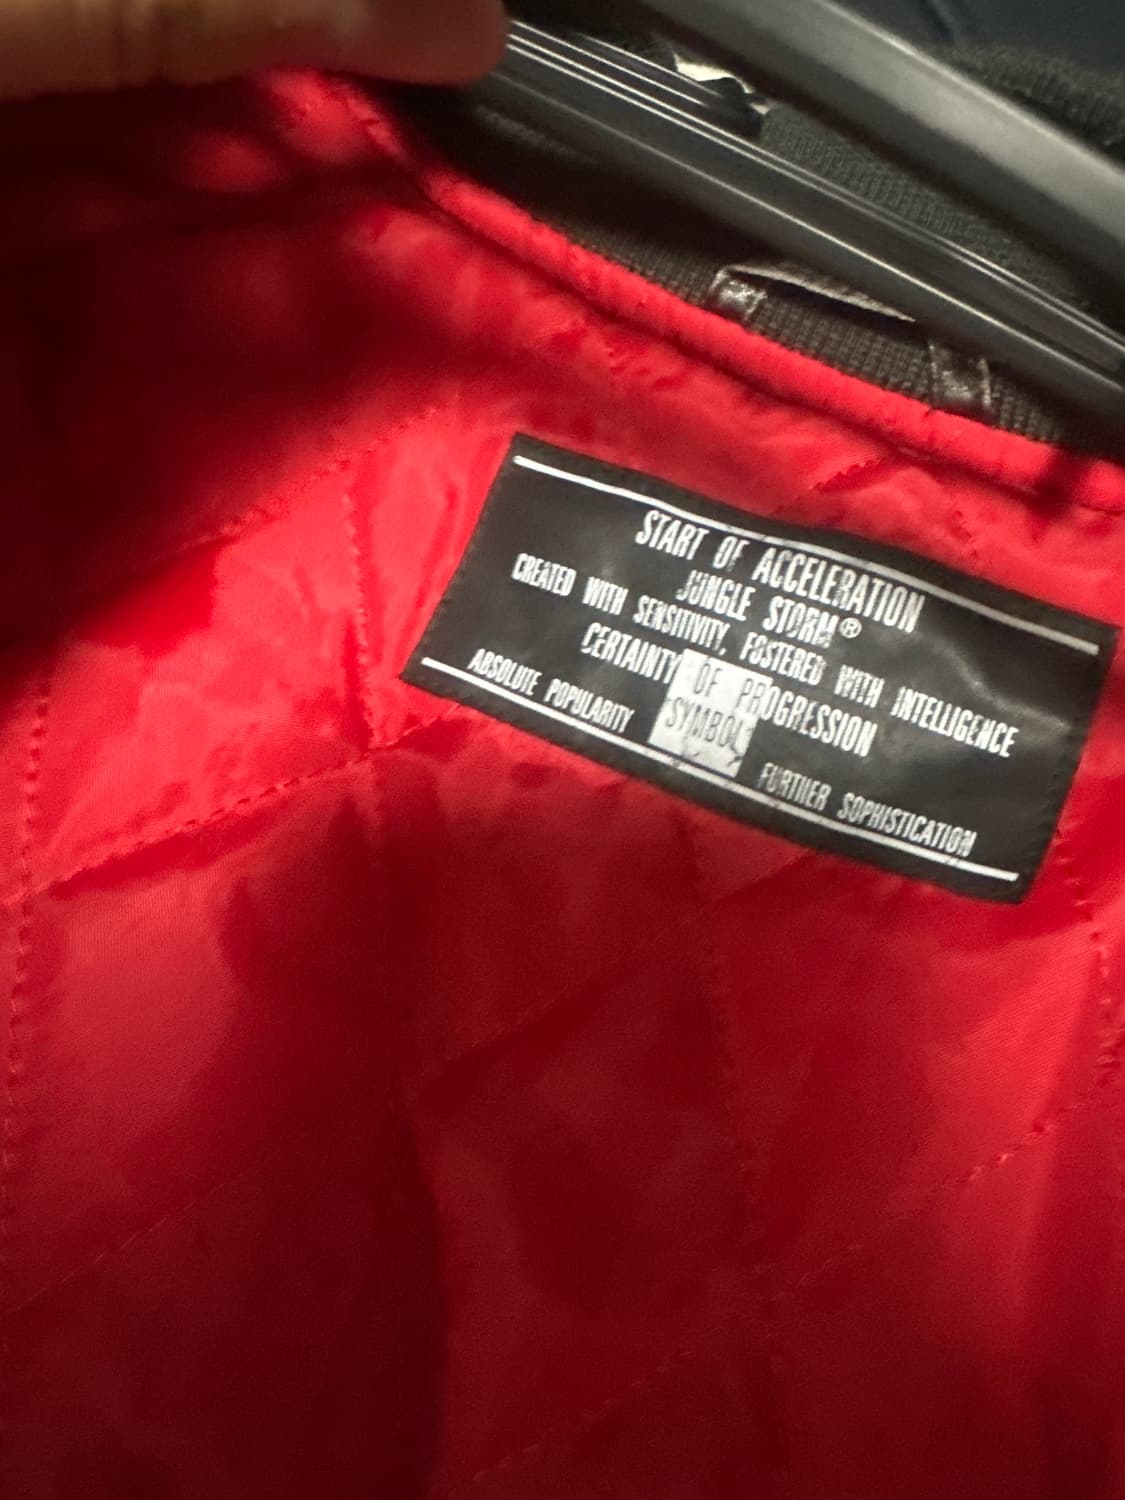 START OF ACCELERATION
JUNGLE STORM®
CREATED WITH SENSITIVITY, FOSTERED WITH INTELLIGENCE
CERTAINTY OF PROGRESSION
ABSOLUTE POPULARITY SYMBOL FURTHER SOPHISTICATION